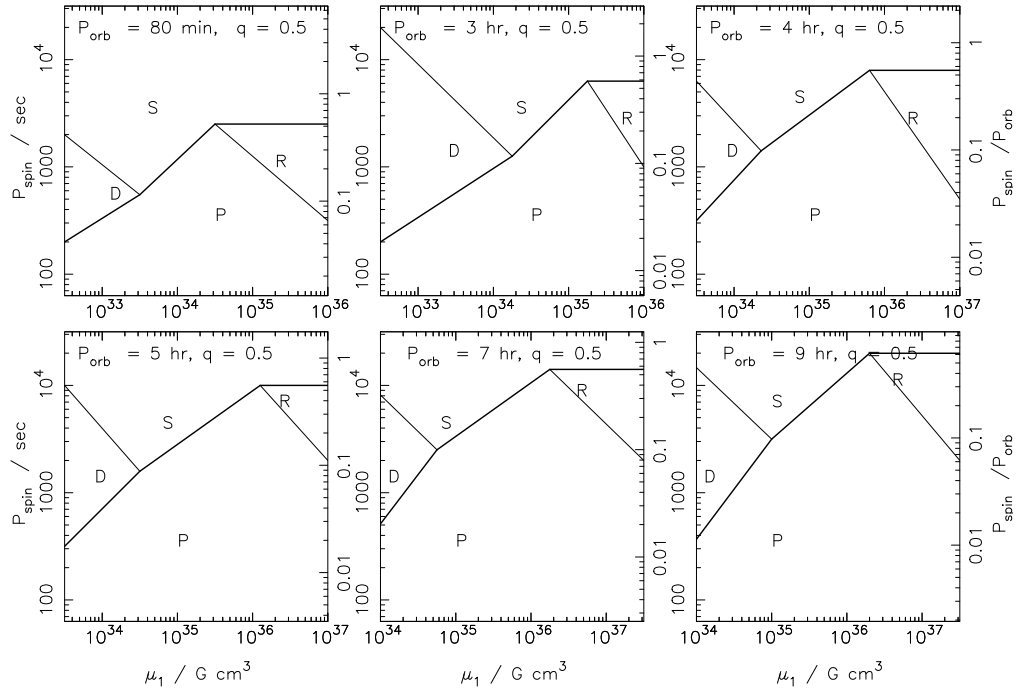 P_orb = 80 min, q = 0.5
P_orb = 3 hr, q = 0.5
P_orb = 4 hr, q = 0.5
P_spin / sec
10^4
1000
100
S
D
R
P
1
0.1
10^33
10^34
10^35
10^36
10^4
1000
100
S
D
R
P
0.1
0.01
10^33
10^34
10^35
10^36
10^4
1000
100
S
D
R
P
1
0.1
0.01
P_spin / P_orb
10^34
10^35
10^36
10^37
P_orb = 5 hr, q = 0.5
P_orb = 7 hr, q = 0.5
P_orb = 9 hr, q = 0.5
P_spin / sec
10^4
1000
100
S
D
R
P
1
0.1
0.01
10^34
10^35
10^36
10^37
μ_1 / G cm^3
10^4
1000
100
S
D
R
P
1
0.1
0.01
10^34
10^35
10^36
10^37
μ_1 / G cm^3
10^4
1000
100
S
D
R
P
0.1
0.01
P_spin / P_orb
10^34
10^35
10^36
10^37
μ_1 / G cm^3